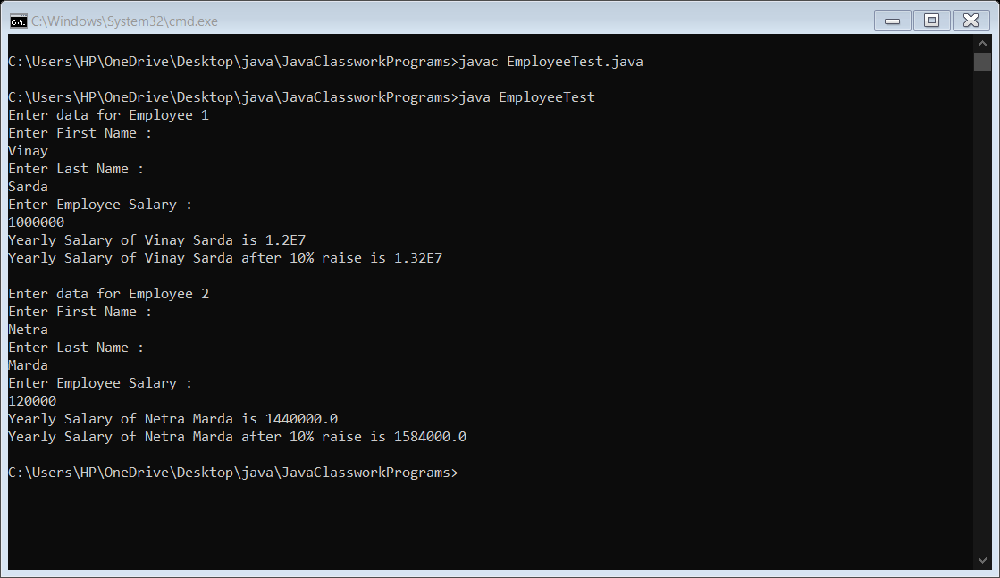 C:\Windows\System32\cmd.exe
C:\Users\HP\OneDrive\Desktop\java\JavaClassworkPrograms>javac EmployeeTest.java
C:\Users\HP\OneDrive\Desktop\java\JavaClassworkPrograms>java EmployeeTest
Enter data for Employee 1
Enter First Name :
Vinay
Enter Last Name :
Sarda
Enter Employee Salary :
1000000
Yearly Salary of Vinay Sarda is 1.2E7
Yearly Salary of Vinay Sarda after 10% raise is 1.32E7
Enter data for Employee 2
Enter First Name :
Netra
Enter Last Name :
Marda
Enter Employee Salary :
120000
Yearly Salary of Netra Marda is 1440000.0
Yearly Salary of Netra Marda after 10% raise is 1584000.0
C:\Users\HP\OneDrive\Desktop\java\JavaClassworkPrograms>